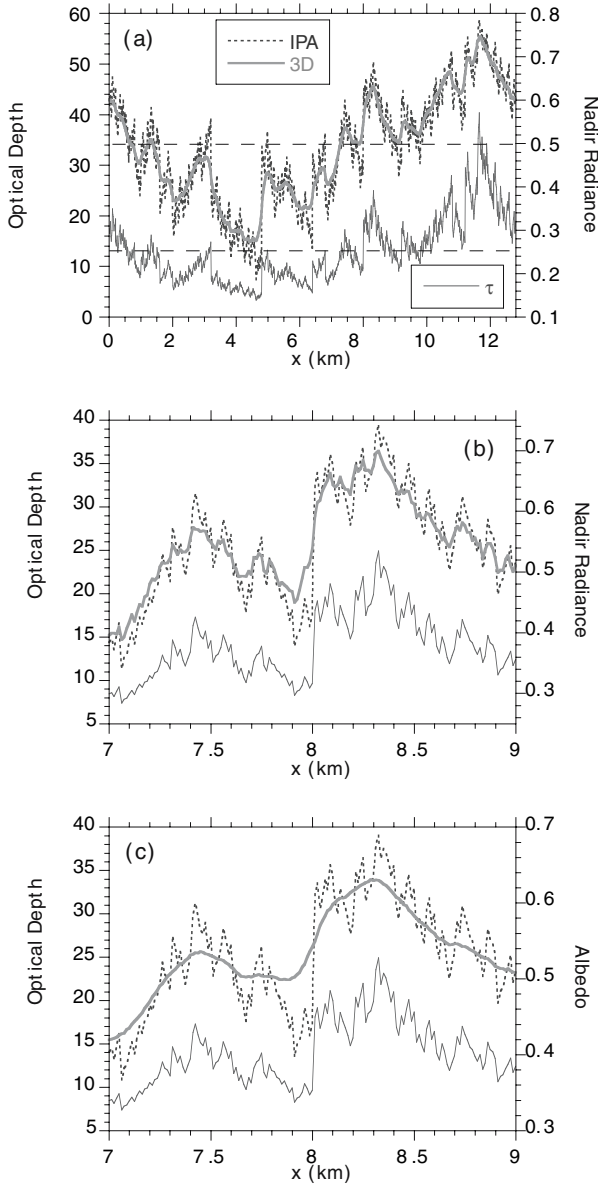 (a)
IPA
3D
τ
60
50
40
30
20
10
0
Optical Depth
0.8
0.7
0.6
0.5
0.4
0.3
0.2
0.1
Nadir Radiance
0 2 4 6 8 10 12
x (km)
(b)
40
35
30
25
20
15
10
5
Optical Depth
0.7
0.6
0.5
0.4
0.3
Nadir Radiance
7 7.5 8 8.5 9
x (km)
(c)
40
35
30
25
20
15
10
5
Optical Depth
0.7
0.6
0.5
0.4
0.3
Albedo
7 7.5 8 8.5 9
x (km)